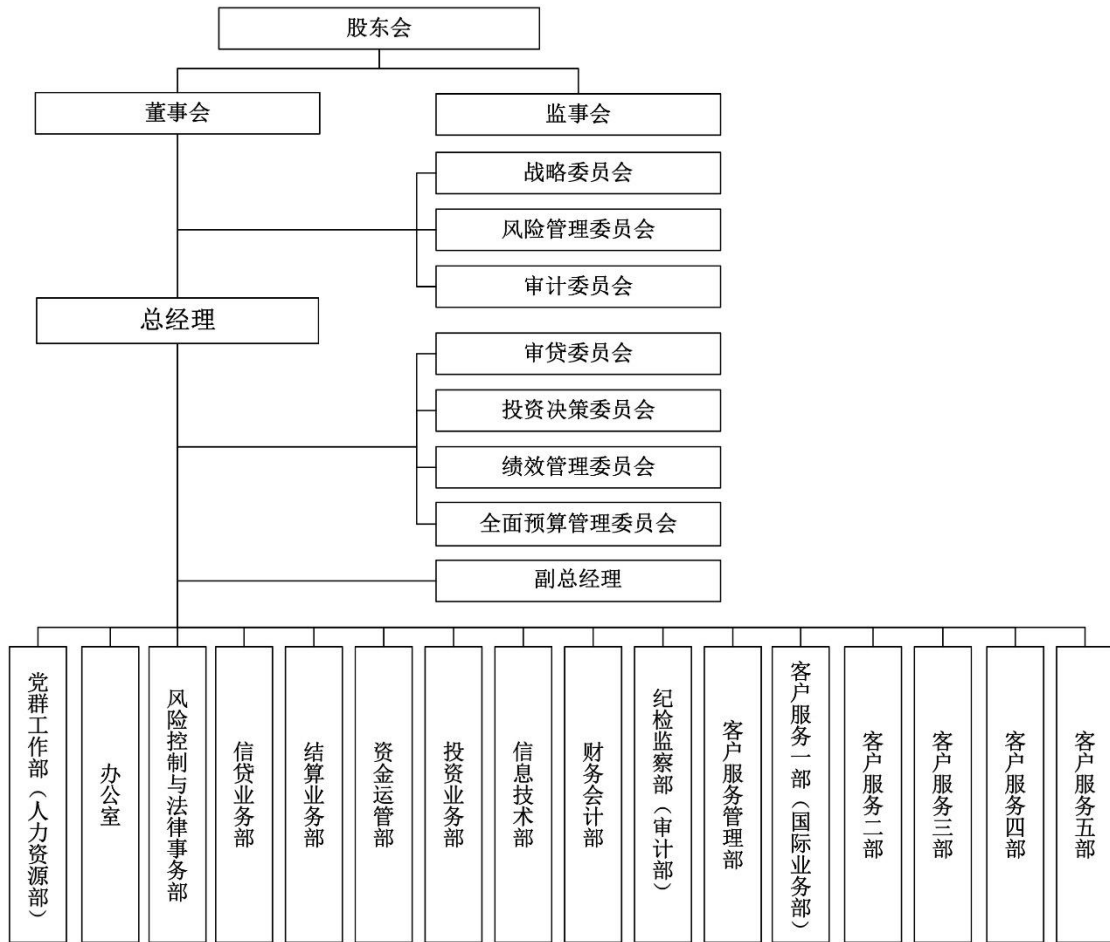 股东会
董事会
监事会
战略委员会
风险管理委员会
审计委员会
总经理
审贷委员会
投资决策委员会
绩效管理委员会
全面预算管理委员会
副总经理
党群工作部（人力资源部）
办公室
风险控制与法律事务部
信贷业务部
结算业务部
资金运管部
投资业务部
信息技术部
财务会计部
纪检监察部（审计部）
客户服务管理部
客户服务一部（国际业务部）
客户服务二部
客户服务三部
客户服务四部
客户服务五部